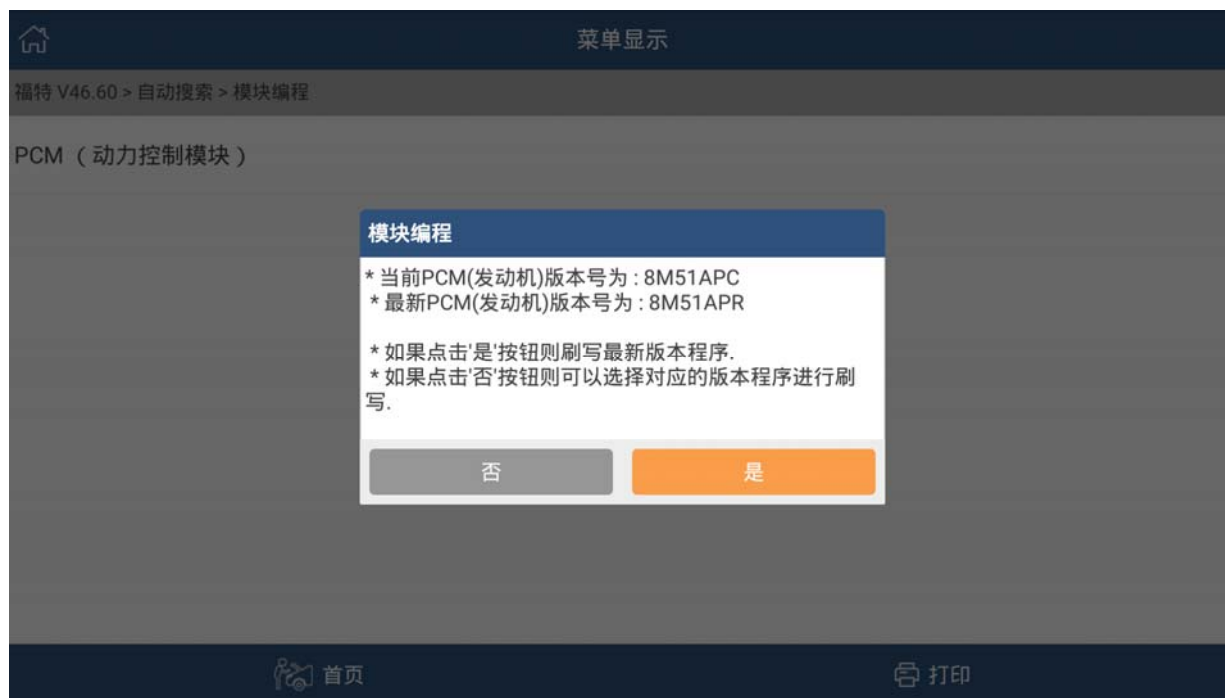 菜单显示
福特 V46.60 > 自动搜索 > 模块编程
PCM （动力控制模块）
模块编程
* 当前PCM(发动机)版本号为 : 8M51APC
* 最新PCM(发动机)版本号为 : 8M51APR
* 如果点击'是'按钮则刷写最新版本程序.
* 如果点击'否'按钮则可以选择对应的版本程序进行刷
写.
否
是
首页
打印